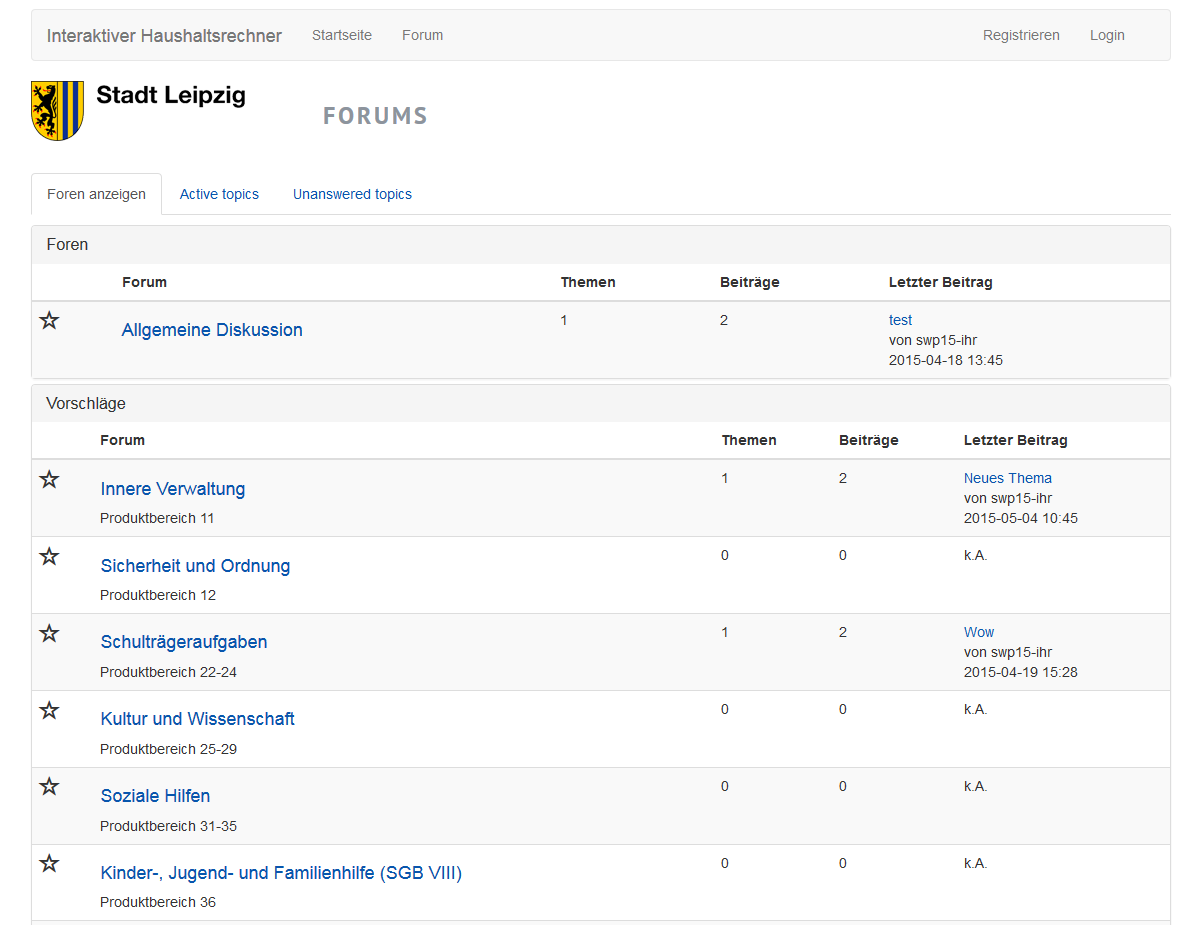 Interaktiver Haushaltsrechner Startseite Forum Registrieren Login
Stadt Leipzig
FORUMS
Foren anzeigen Active topics Unanswered topics
Foren
Forum Themen Beiträge Letzter Beitrag
Allgemeine Diskussion 1 2 test
von swp15-ihr
2015-04-18 13:45
Vorschläge
Forum Themen Beiträge Letzter Beitrag
Innere Verwaltung 1 2 Neues Thema
von swp15-ihr
Produktbereich 11 2015-05-04 10:45
Sicherheit und Ordnung 0 0 k.A.
Produktbereich 12
Schulträgeraufgaben 1 2 Wow
von swp15-ihr
Produktbereich 22-24 2015-04-19 15:28
Kultur und Wissenschaft 0 0 k.A.
Produktbereich 25-29
Soziale Hilfen 0 0 k.A.
Produktbereich 31-35
Kinder-, Jugend- und Familienhilfe (SGB VIII) 0 0 k.A.
Produktbereich 36